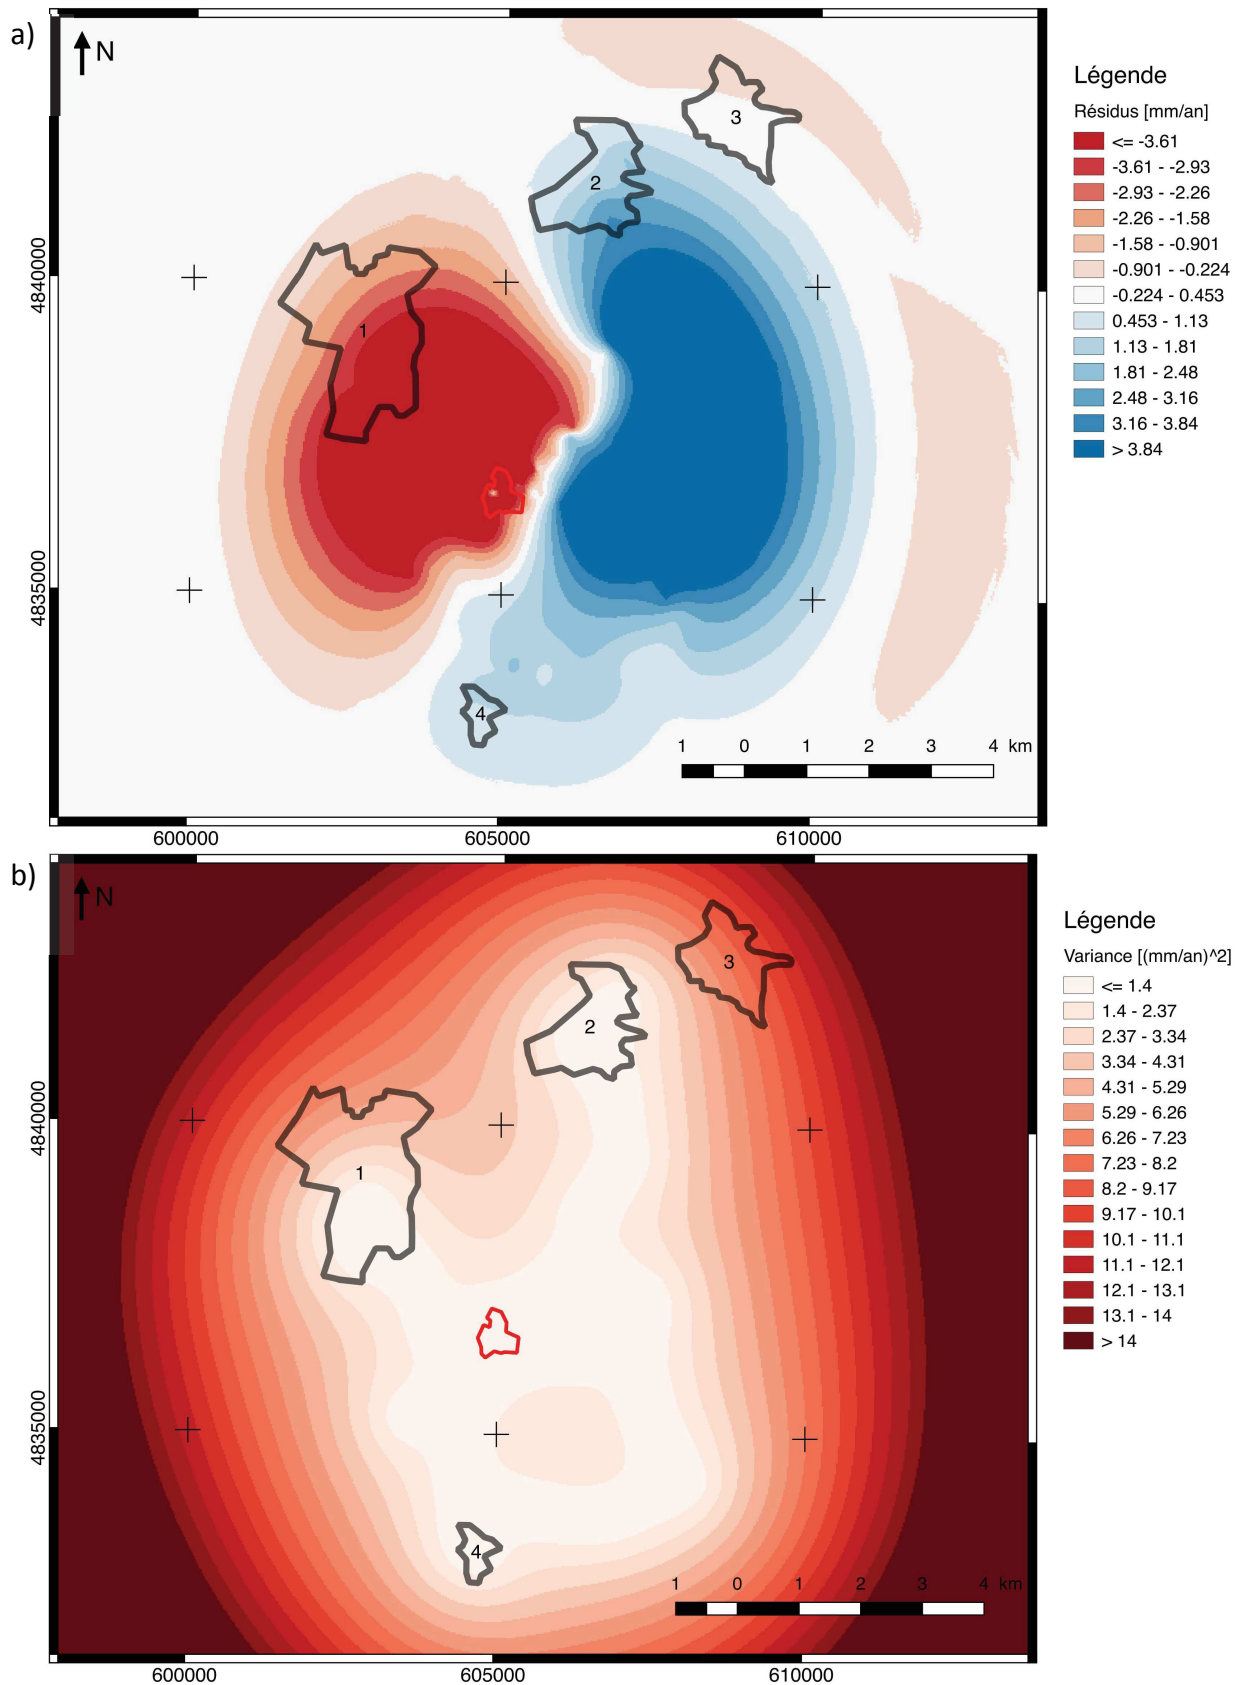 a)
N
3
2
1
4
1 0 1 2 3 4 km
4840000
4835000
600000 605000 610000
Légende
Résidus [mm/an]
<= -3.61
-3.61 - -2.93
-2.93 - -2.26
-2.26 - -1.58
-1.58 - -0.901
-0.901 - -0.224
-0.224 - 0.453
0.453 - 1.13
1.13 - 1.81
1.81 - 2.48
2.48 - 3.16
3.16 - 3.84
> 3.84
b)
N
3
2
1
4
1 0 1 2 3 4 km
4840000
4835000
600000 605000 610000
Légende
Variance [(mm/an)^2]
<= 1.4
1.4 - 2.37
2.37 - 3.34
3.34 - 4.31
4.31 - 5.29
5.29 - 6.26
6.26 - 7.23
7.23 - 8.2
8.2 - 9.17
9.17 - 10.1
10.1 - 11.1
11.1 - 12.1
12.1 - 13.1
13.1 - 14
> 14